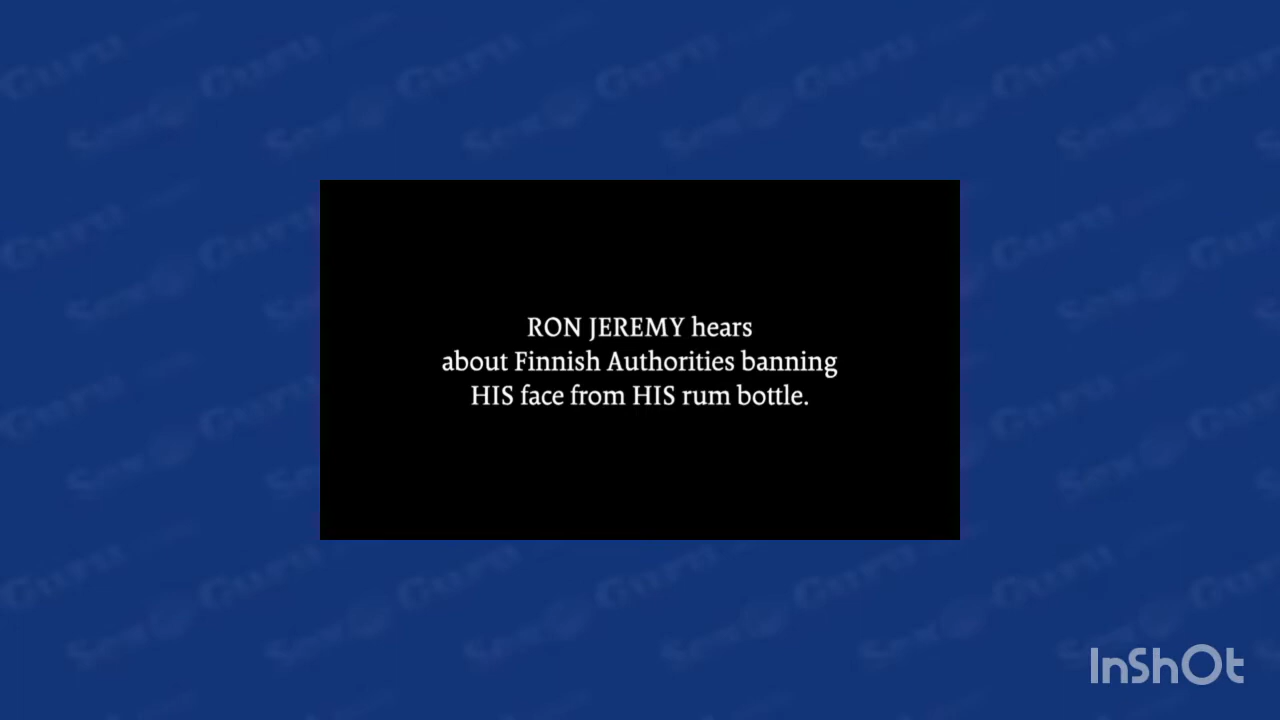 RON JEREMY hears
about Finnish Authorities banning
HIS face from HIS rum bottle.
InShOt